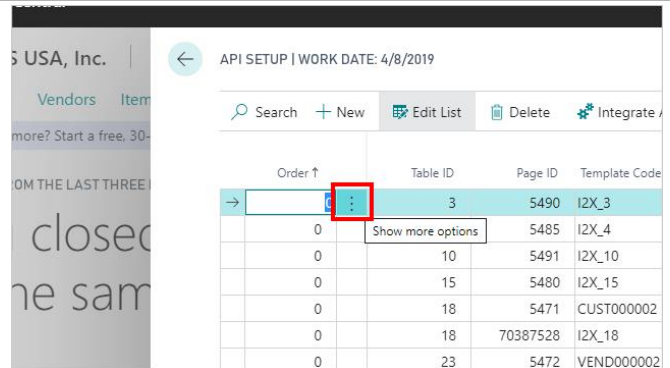 S USA, Inc.
Vendors Item
more? Start a free, 30-
OM THE LAST THREE
closed
he sam
API SETUP | WORK DATE: 4/8/2019
Search + New Edit List Delete Integrate
Order ↑ Table ID Page ID Template Code
→ 0 ⋮ 3 5490 I2X_3
0 Show more options 5485 I2X_4
0 10 5491 I2X_10
0 15 5480 I2X_15
0 18 5471 CUST000002
0 18 70387528 I2X_18
0 23 5472 VEND000002